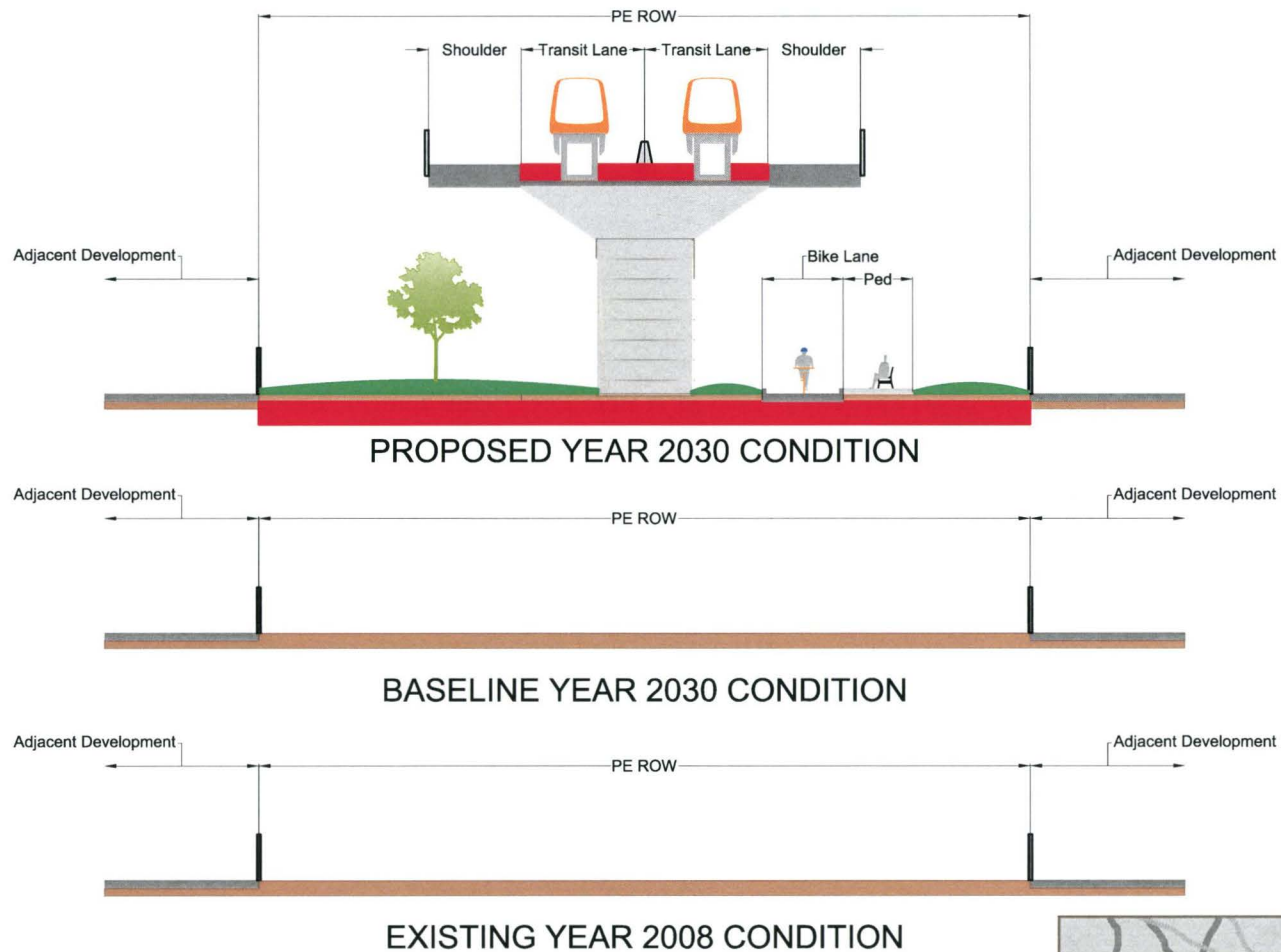 PE ROW
Shoulder Transit Lane Transit Lane Shoulder
Adjacent Development Adjacent Development
Bike Lane
Ped
PROPOSED YEAR 2030 CONDITION
Adjacent Development Adjacent Development
PE ROW
BASELINE YEAR 2030 CONDITION
Adjacent Development Adjacent Development
PE ROW
EXISTING YEAR 2008 CONDITION